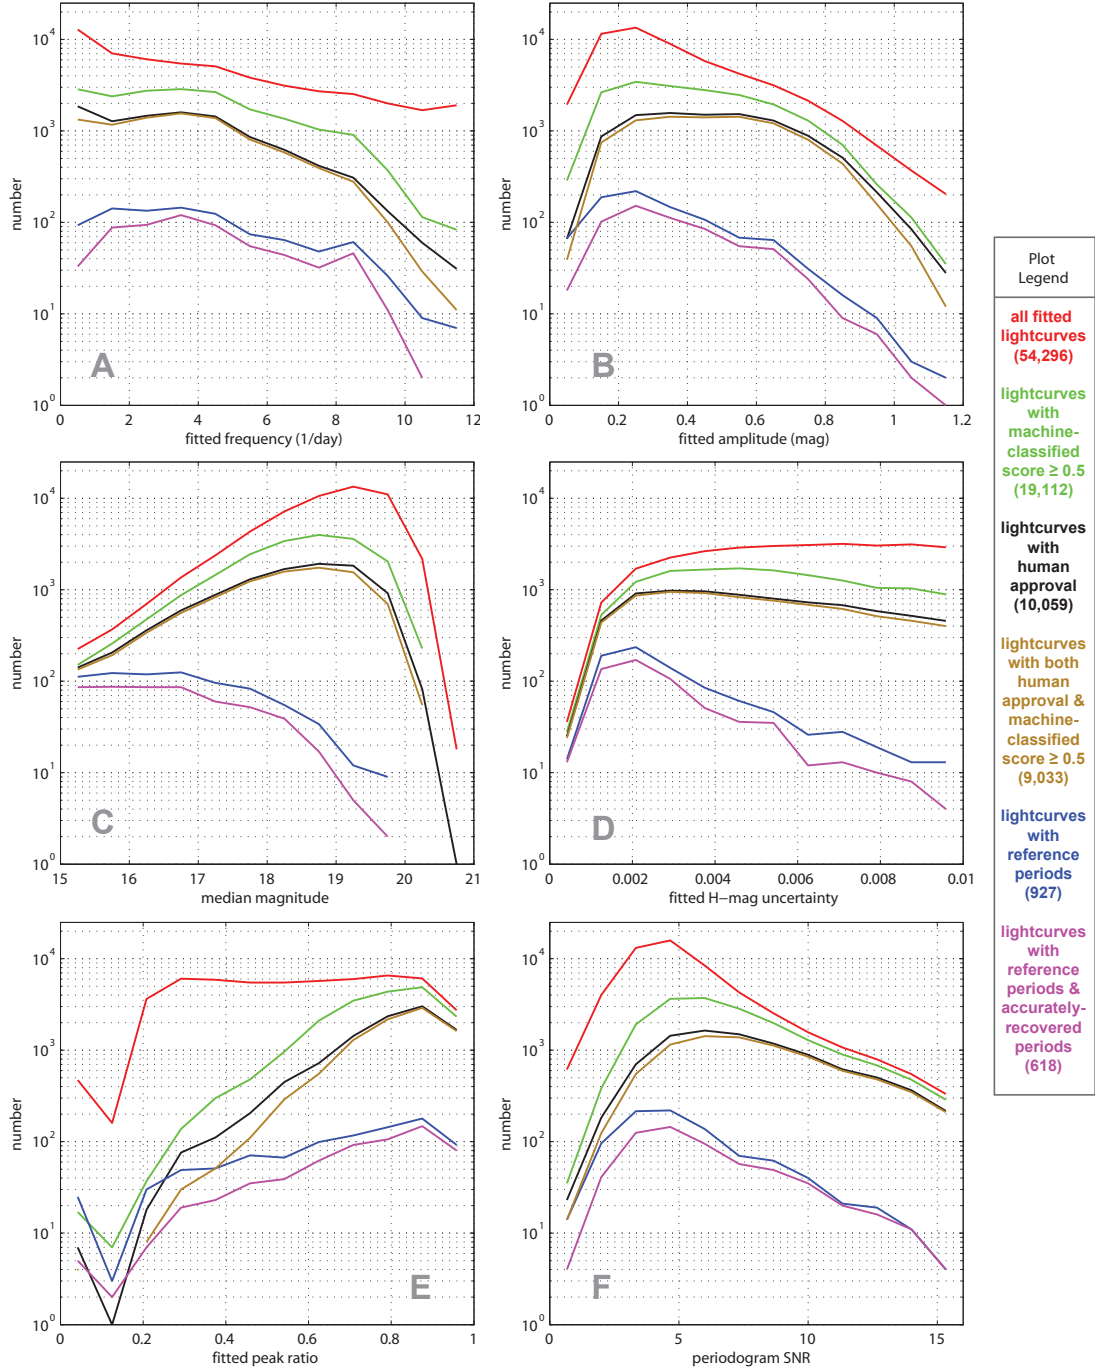 10^4
10^3
10^2
10^1
10^0
number
A
0 2 4 6 8 10 12
fitted frequency (1/day)
10^4
10^3
10^2
10^1
10^0
number
B
0 0.2 0.4 0.6 0.8 1 1.2
fitted amplitude (mag)
10^4
10^3
10^2
10^1
10^0
number
C
15 16 17 18 19 20 21
median magnitude
10^4
10^3
10^2
10^1
10^0
number
D
0 0.002 0.004 0.006 0.008 0.01
fitted H−mag uncertainty
10^4
10^3
10^2
10^1
10^0
number
E
0 0.2 0.4 0.6 0.8 1
fitted peak ratio
10^4
10^3
10^2
10^1
10^0
number
F
5 10 15
periodogram SNR
Plot
Legend
all fitted
lightcurves
(54,296)
lightcurves
with
machine-
classified
score ≥ 0.5
(19,112)
lightcurves
with
human
approval
(10,059)
lightcurves
with both
human
approval &
machine-
classified
score ≥ 0.5
(9,033)
lightcurves
with
reference
periods
(927)
lightcurves
with
reference
periods &
accurately-
recovered
periods
(618)